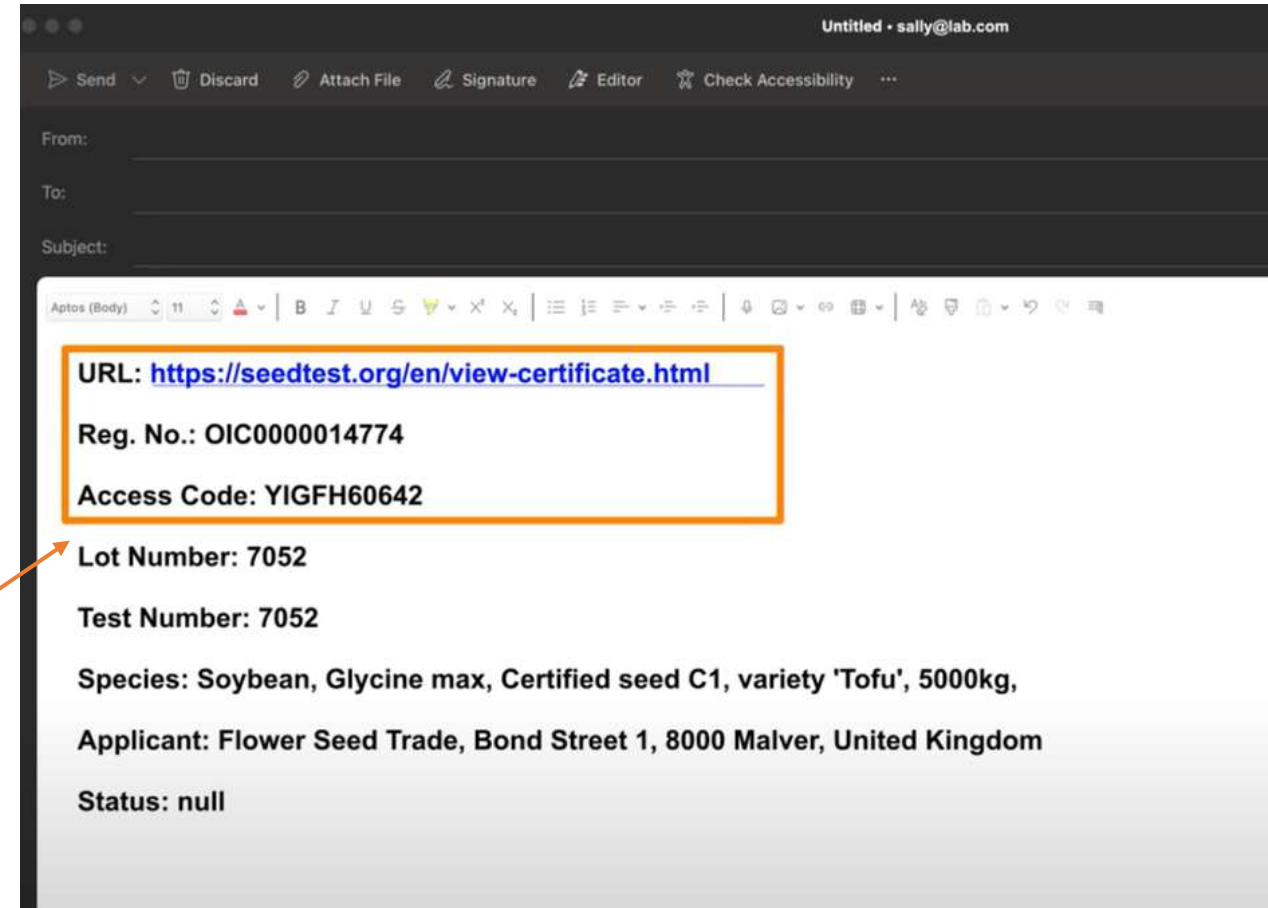 Untitled • sally@lab.com
Send Discard Attach File Signature Editor Check Accessibility ...
From:
To:
Subject:
Aptos (Body) 11 A B I U S X² X₂ Ab
URL: https://seedtest.org/en/view-certificate.html
Reg. No.: OIC0000014774
Access Code: YIGFH60642
Lot Number: 7052
Test Number: 7052
Species: Soybean, Glycine max, Certified seed C1, variety 'Tofu', 5000kg,
Applicant: Flower Seed Trade, Bond Street 1, 8000 Malver, United Kingdom
Status: null